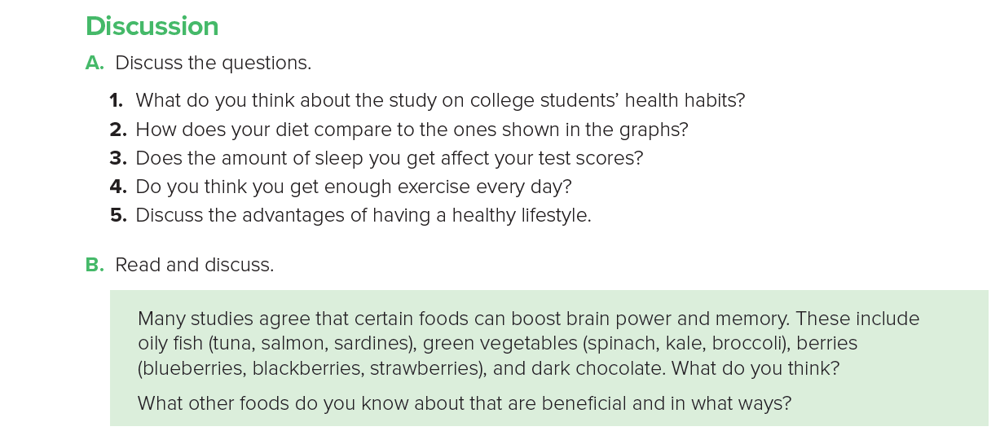 Discussion
A. Discuss the questions.
1. What do you think about the study on college students’ health habits?
2. How does your diet compare to the ones shown in the graphs?
3. Does the amount of sleep you get affect your test scores?
4. Do you think you get enough exercise every day?
5. Discuss the advantages of having a healthy lifestyle.
B. Read and discuss.
Many studies agree that certain foods can boost brain power and memory. These include
oily fish (tuna, salmon, sardines), green vegetables (spinach, kale, broccoli), berries
(blueberries, blackberries, strawberries), and dark chocolate. What do you think?
What other foods do you know about that are beneficial and in what ways?